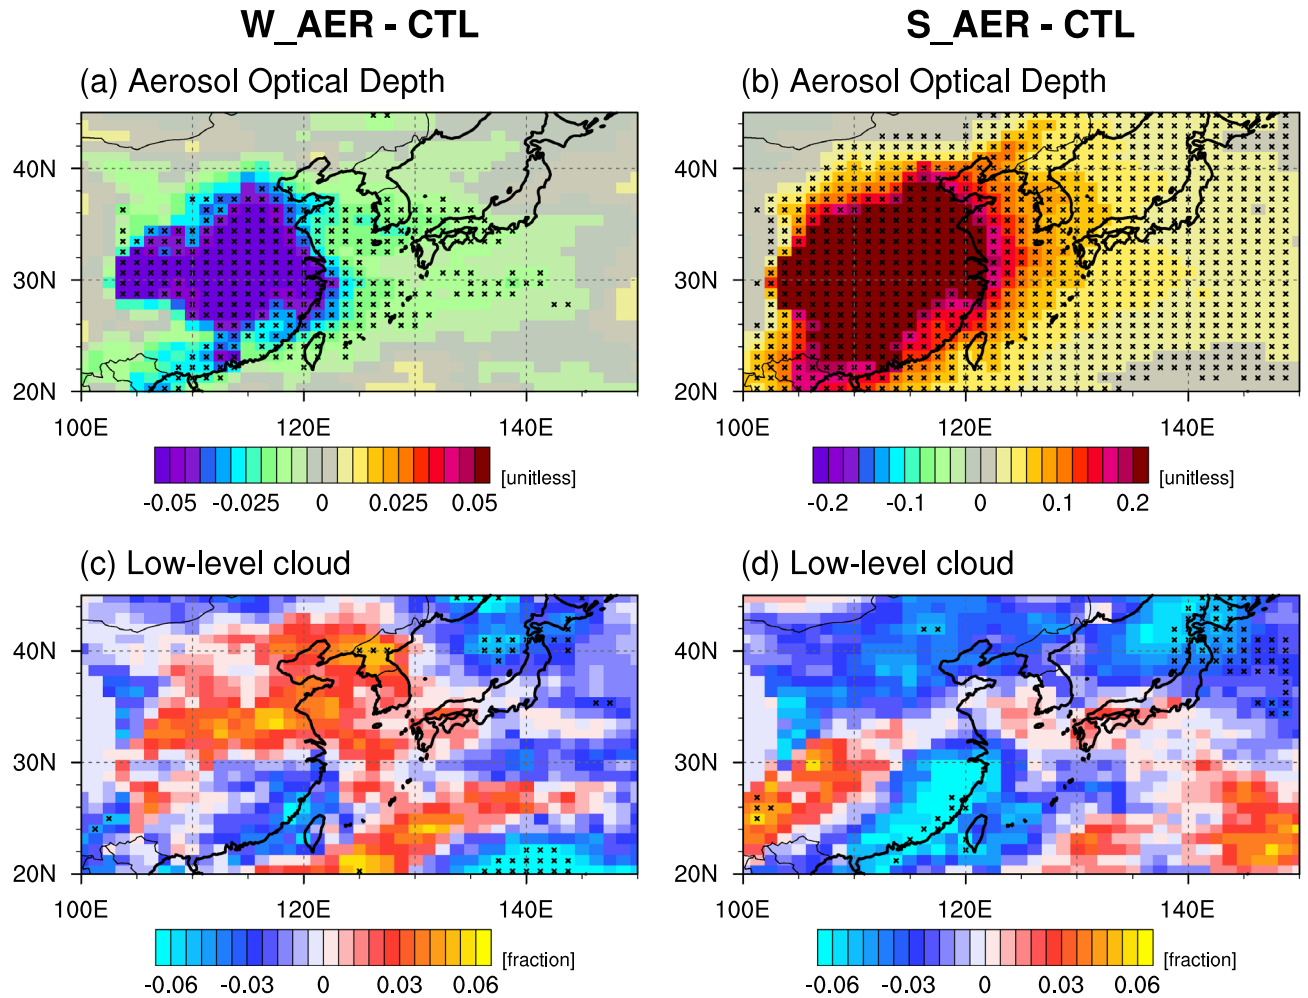 W_AER - CTL
S_AER - CTL
(a) Aerosol Optical Depth
(b) Aerosol Optical Depth
40N
30N
20N
100E 120E 140E
40N
30N
20N
100E 120E 140E
-0.05 -0.025 0 0.025 0.05 [unitless]
-0.2 -0.1 0 0.1 0.2 [unitless]
(c) Low-level cloud
(d) Low-level cloud
40N
30N
20N
100E 120E 140E
40N
30N
20N
100E 120E 140E
-0.06 -0.03 0 0.03 0.06 [fraction]
-0.06 -0.03 0 0.03 0.06 [fraction]